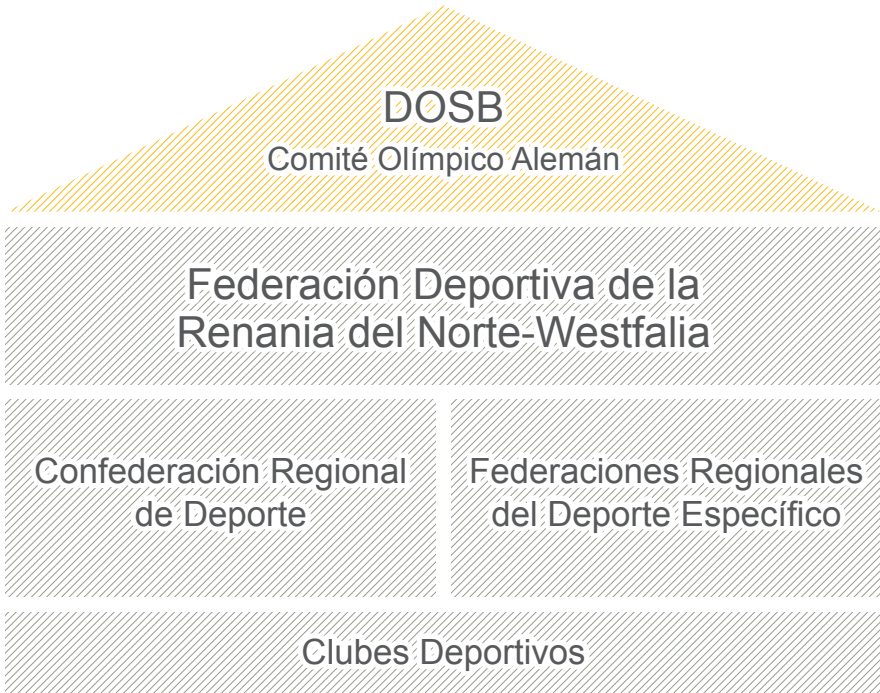 DOSB
Comité Olímpico Alemán
Federación Deportiva de la
Renania del Norte-Westfalia
Confederación Regional
de Deporte
Federaciones Regionales
del Deporte Específico
Clubes Deportivos